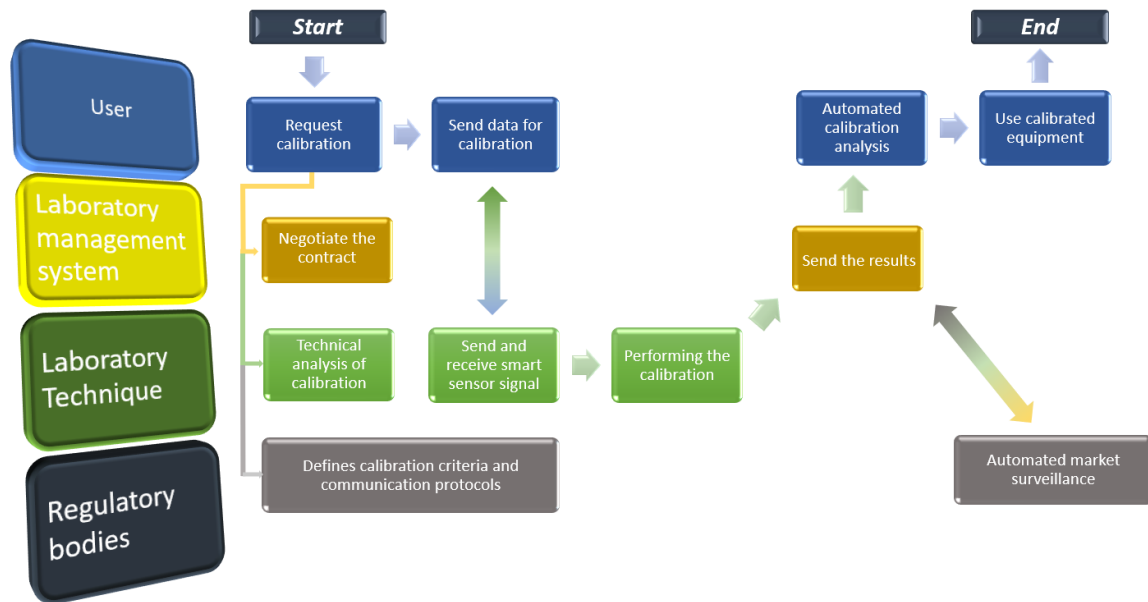 Start
End
User
Request
calibration
Send data for
calibration
Automated
calibration
analysis
Use calibrated
equipment
Laboratory
management
system
Negotiate the
contract
Send the results
Laboratory
Technique
Technical
analysis of
calibration
Send and
receive smart
sensor signal
Performing the
calibration
Regulatory
bodies
Defines calibration criteria and
communication protocols
Automated market
surveillance